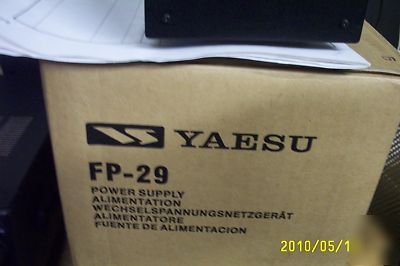 YAESU
FP-29
POWER SUPPLY
ALIMENTATION
WECHSELSPANNUNGSNETZGERÄT
ALIMENTATORE
FUENTE DE ALIMENTACION
2010/05/1